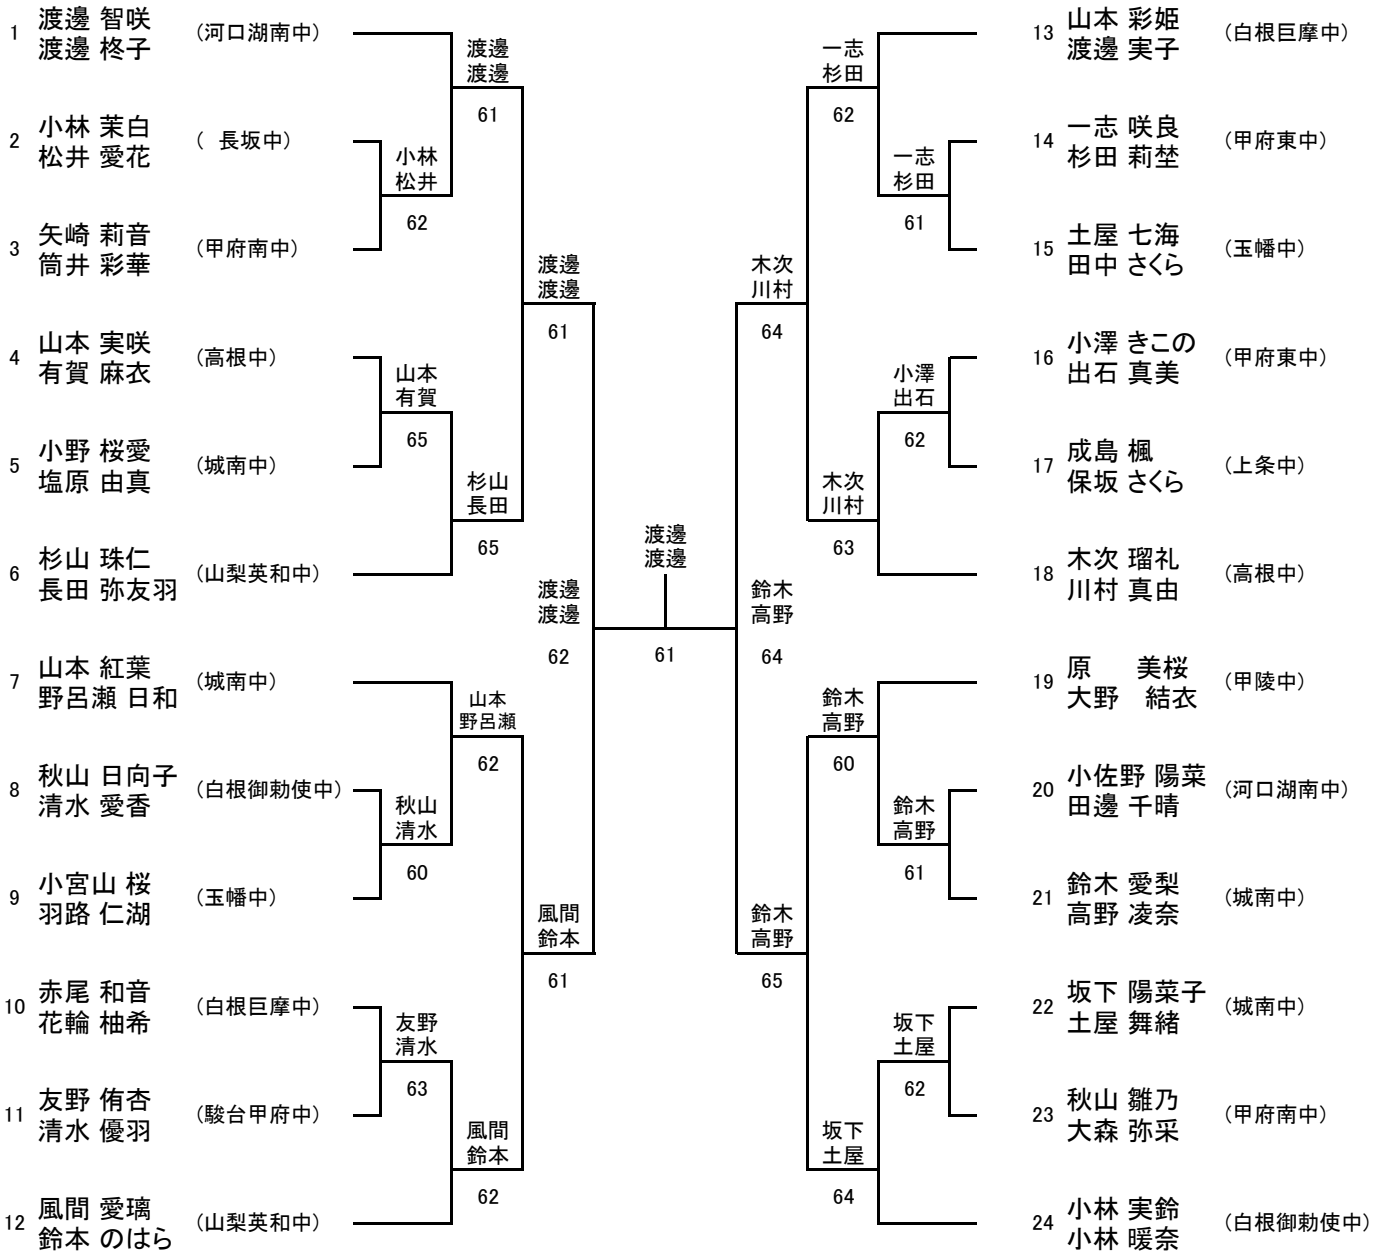 1 渡邊 智咲
渡邊 柊子
（河口湖南中）
2 小林 茉白
松井 愛花
（ 長坂中）
3 矢崎 莉音
筒井 彩華
（甲府南中）
4 山本 実咲
有賀 麻衣
（高根中）
5 小野 桜愛
塩原 由真
（城南中）
6 杉山 珠仁
長田 弥友羽
（山梨英和中）
7 山本 紅葉
野呂瀬 日和
（城南中）
8 秋山 日向子
清水 愛香
（白根御勅使中）
9 小宮山 桜
羽路 仁湖
（玉幡中）
10 赤尾 和音
花輪 柚希
（白根巨摩中）
11 友野 侑杏
清水 優羽
（駿台甲府中）
12 風間 愛璃
鈴本 のはら
（山梨英和中）
小林
松井
62
山本
有賀
65
秋山
清水
60
友野
清水
63
渡邊
渡邊
61
杉山
長田
65
山本
野呂瀬
62
風間
鈴本
62
渡邊
渡邊
61
風間
鈴本
61
渡邊
渡邊
62
渡邊
渡邊
61
鈴木
高野
64
木次
川村
64
鈴木
高野
65
一志
杉田
62
木次
川村
63
鈴木
高野
60
坂下
土屋
64
一志
杉田
61
小澤
出石
62
鈴木
高野
61
坂下
土屋
62
13 山本 彩姫
渡邊 実子
（白根巨摩中）
14 一志 咲良
杉田 莉埜
（甲府東中）
15 土屋 七海
田中 さくら
（玉幡中）
16 小澤 きこの
出石 真美
（甲府東中）
17 成島 楓
保坂 さくら
（上条中）
18 木次 瑠礼
川村 真由
（高根中）
19 原 美桜
大野 結衣
（甲陵中）
20 小佐野 陽菜
田邊 千晴
（河口湖南中）
21 鈴木 愛梨
高野 凌奈
（城南中）
22 坂下 陽菜子
土屋 舞緒
（城南中）
23 秋山 雛乃
大森 弥采
（甲府南中）
24 小林 実鈴
小林 暖奈
（白根御勅使中）